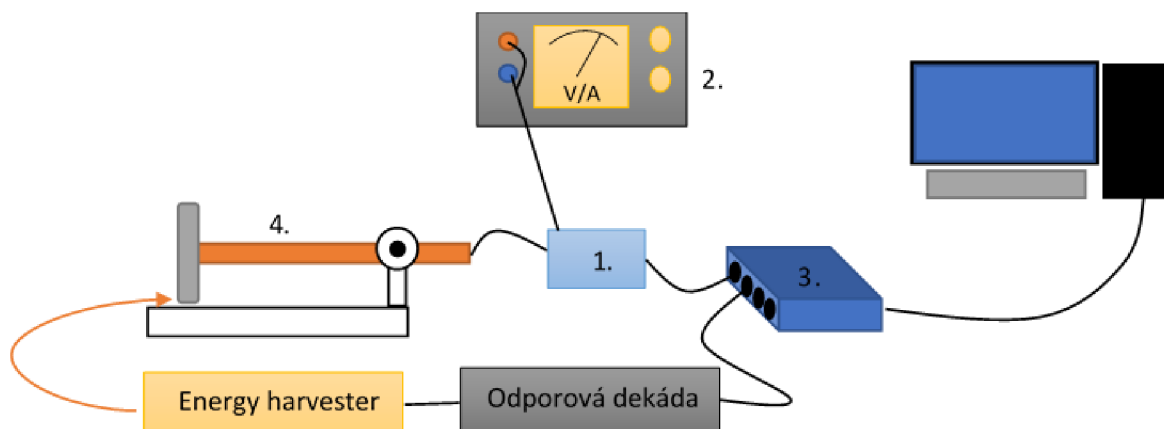 V/A
2.
4.
1.
3.
Energy harvester
Odporová dekáda